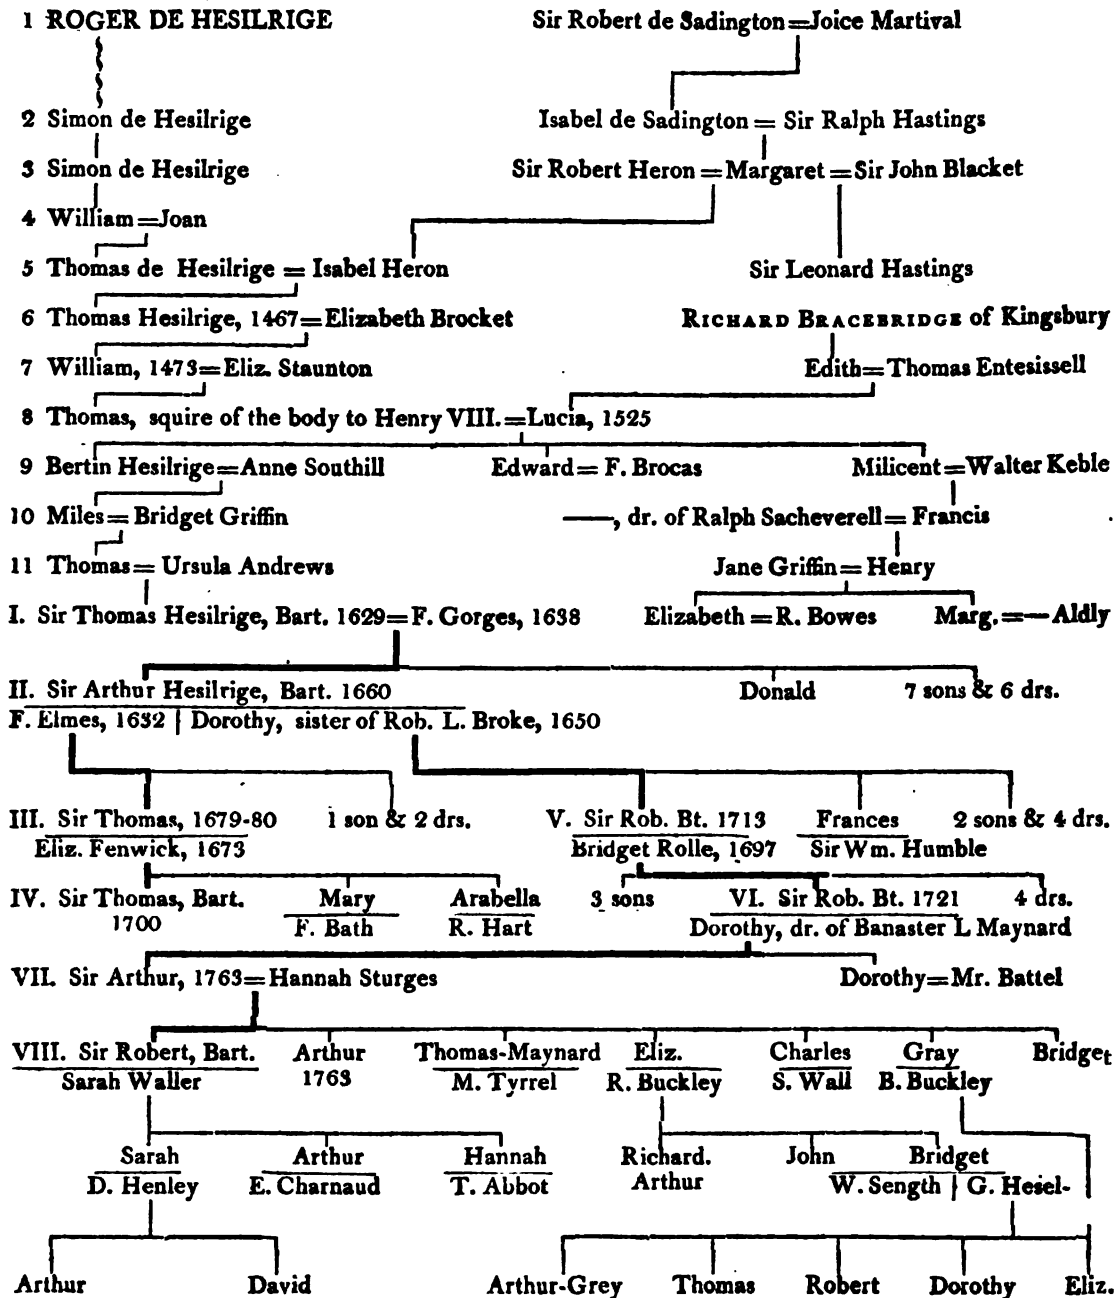 1 ROGER DE HESILRIGE Sir Robert de Sadington=Joice Martival
2 Simon de Hesilrige Isabel de Sadington = Sir Ralph Hastings
3 Simon de Hesilrige Sir Robert Heron = Margaret = Sir John Blacket
4 William=Joan
5 Thomas de Hesilrige = Isabel Heron Sir Leonard Hastings
6 Thomas Hesilrige, 1467=Elizabeth Brocket RICHARD BRACEBRIDGE of Kingsbury
7 William, 1473=Eliz. Staunton Edith=Thomas Entesissell
8 Thomas, squire of the body to Henry VIII.=Lucia, 1525
9 Bertin Hesilrige=Anne Southill Edward=F. Brocas Milicent=Walter Keble
10 Miles=Bridget Griffin ——, dr. of Ralph Sacheverell=Francis
11 Thomas=Ursula Andrews Jane Griffin=Henry
I. Sir Thomas Hesilrige, Bart. 1629=F. Gorges, 1638 Elizabeth=R. Bowes Marg.=—Aldly
II. Sir Arthur Hesilrige, Bart. 1660 Donald 7 sons & 6 drs.
F. Elmes, 1632 | Dorothy, sister of Rob. L. Broke, 1650
III. Sir Thomas, 1679-80 1 son & 2 drs. V. Sir Rob. Bt. 1713 Frances 2 sons & 4 drs.
Eliz. Fenwick, 1673 Bridget Rolle, 1697 Sir Wm. Humble
IV. Sir Thomas, Bart. Mary Arabella 3 sons VI. Sir Rob. Bt. 1721 4 drs.
1700 F. Bath R. Hart Dorothy, dr. of Banaster L Maynard
VII. Sir Arthur, 1763=Hannah Sturges Dorothy=Mr. Battel
VIII. Sir Robert, Bart. Arthur Thomas-Maynard Eliz. Charles Gray Bridget
Sarah Waller 1763 M. Tyrrel R. Buckley S. Wall B. Buckley
Sarah Arthur Hannah Richard. John Bridget
D. Henley E. Charnaud T. Abbot Arthur W. Sength | G. Hesel-
Arthur David Arthur-Grey Thomas Robert Dorothy Eliz.